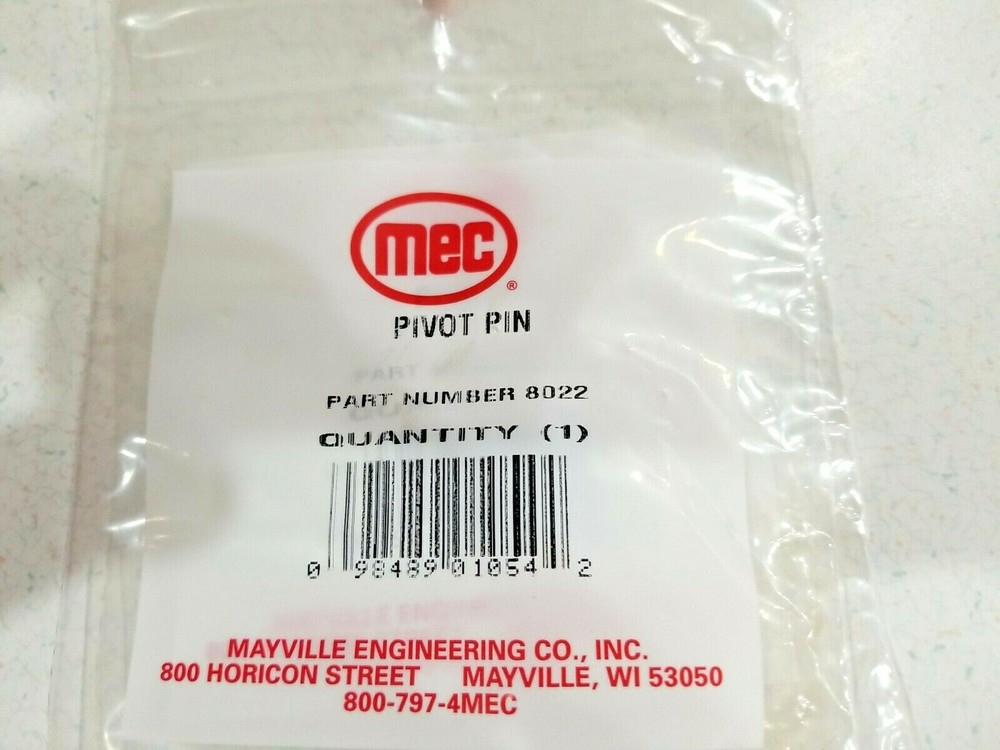 mec
®
PIVOT PIN
PART NUMBER 8022
QUANTITY (1)
0 98489 01054 2
MAYVILLE ENGINEERING CO., INC.
800 HORICON STREET MAYVILLE, WI 53050
800-797-4MEC